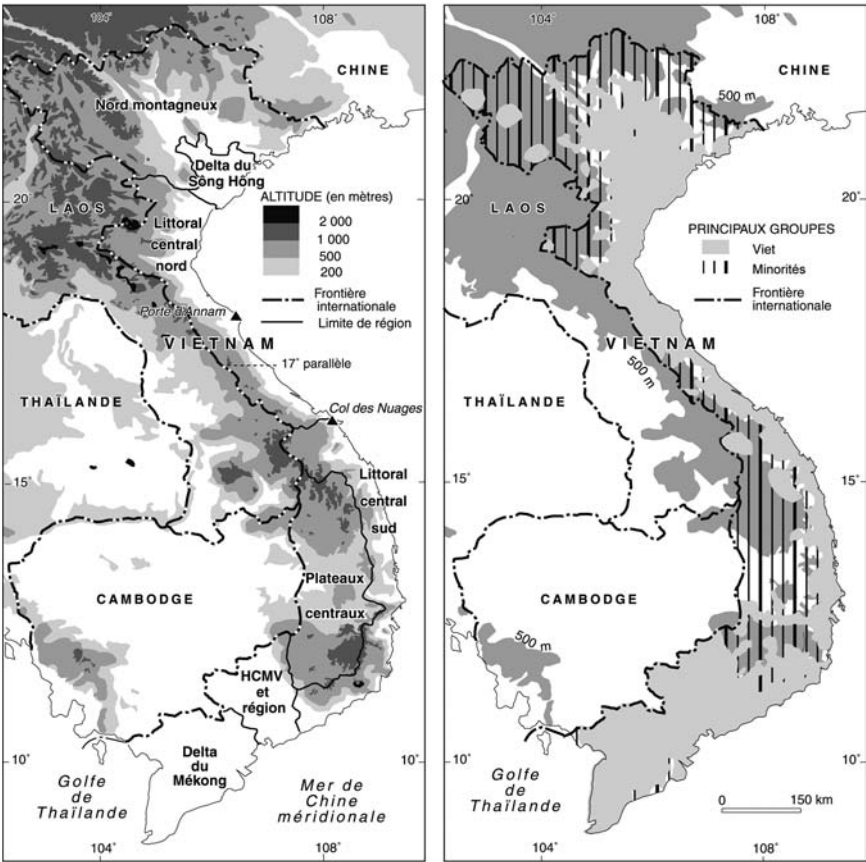 104°
108°
CHINE
Nord montagneux
Delta du
Sông Hông
20°
LAOS
ALTITUDE (en mètres)
2 000
1 000
500
200
Frontière
internationale
Limite de région
Littoral
central
nord
Porte d'Annam
VIETNAM
17° parallèle
THAÏLANDE
Col des Nuages
15°
Littoral
central
sud
Plateaux
centraux
CAMBODGE
HCMV et
région
10°
Delta
du
Mékong
Golfe
de
Thaïlande
Mer de
Chine
méridionale
104°
108°
104°
108°
CHINE
500 m
20°
LAOS
PRINCIPAUX GROUPES
Viet
Minorités
Frontière
internationale
VIETNAM
500 m
THAÏLANDE
15°
CAMBODGE
500 m
10°
Golfe
de
Thaïlande
0 150 km
104°
108°